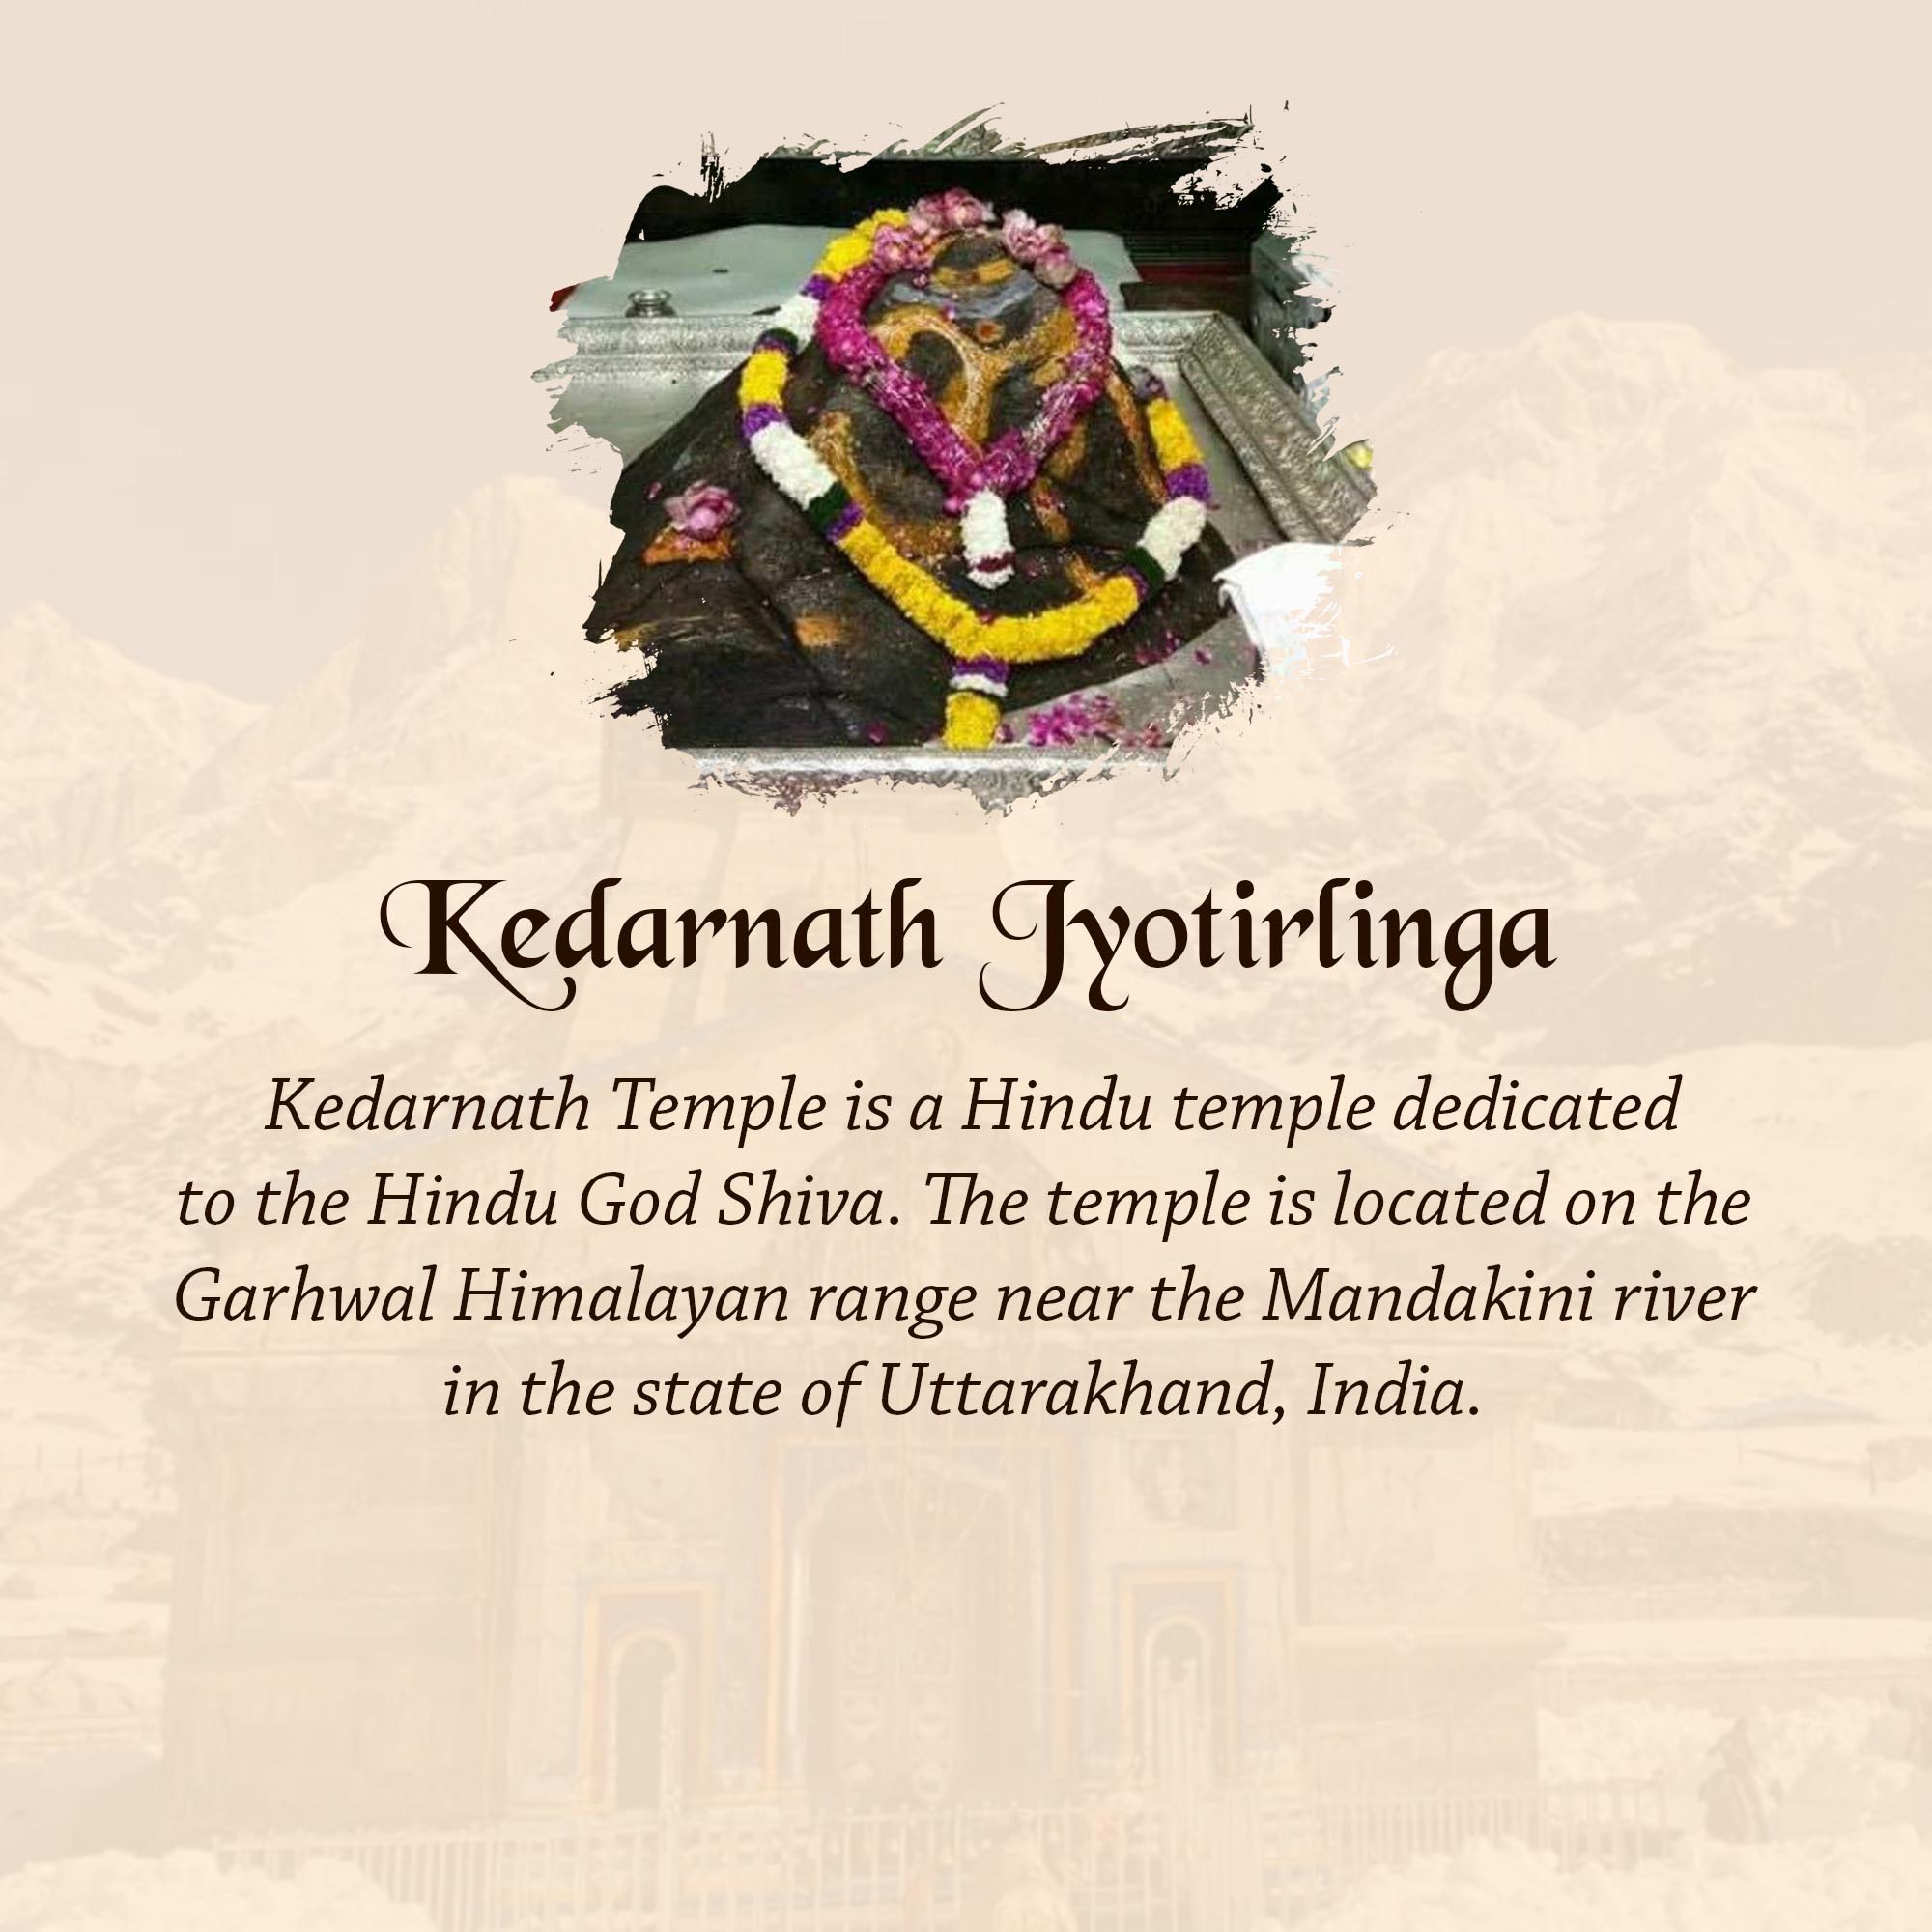 Kedarnath Jyotirlinga
Kedarnath Temple is a Hindu temple dedicated
to the Hindu God Shiva. The temple is located on the
Garhwal Himalayan range near the Mandakini river
in the state of Uttarakhand, India.